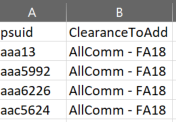 A B
psuid ClearanceToAdd
aaa13 AllComm - FA18
aaa5992 AllComm - FA18
aaa6226 AllComm - FA18
aac5624 AllComm - FA18